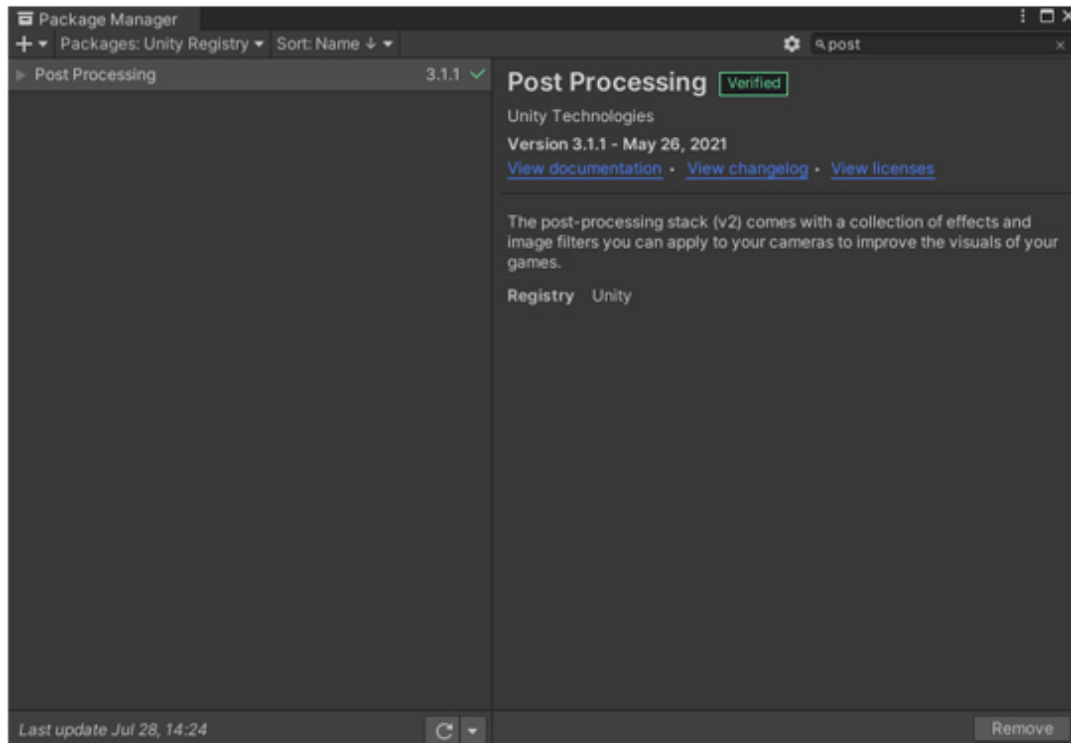 Package Manager
Packages: Unity Registry Sort: Name ↓ post
Post Processing 3.1.1
Post Processing Verified
Unity Technologies
Version 3.1.1 - May 26, 2021
View documentation • View changelog • View licenses
The post-processing stack (v2) comes with a collection of effects and
image filters you can apply to your cameras to improve the visuals of your
games.
Registry Unity
Last update Jul 28, 14:24
Remove